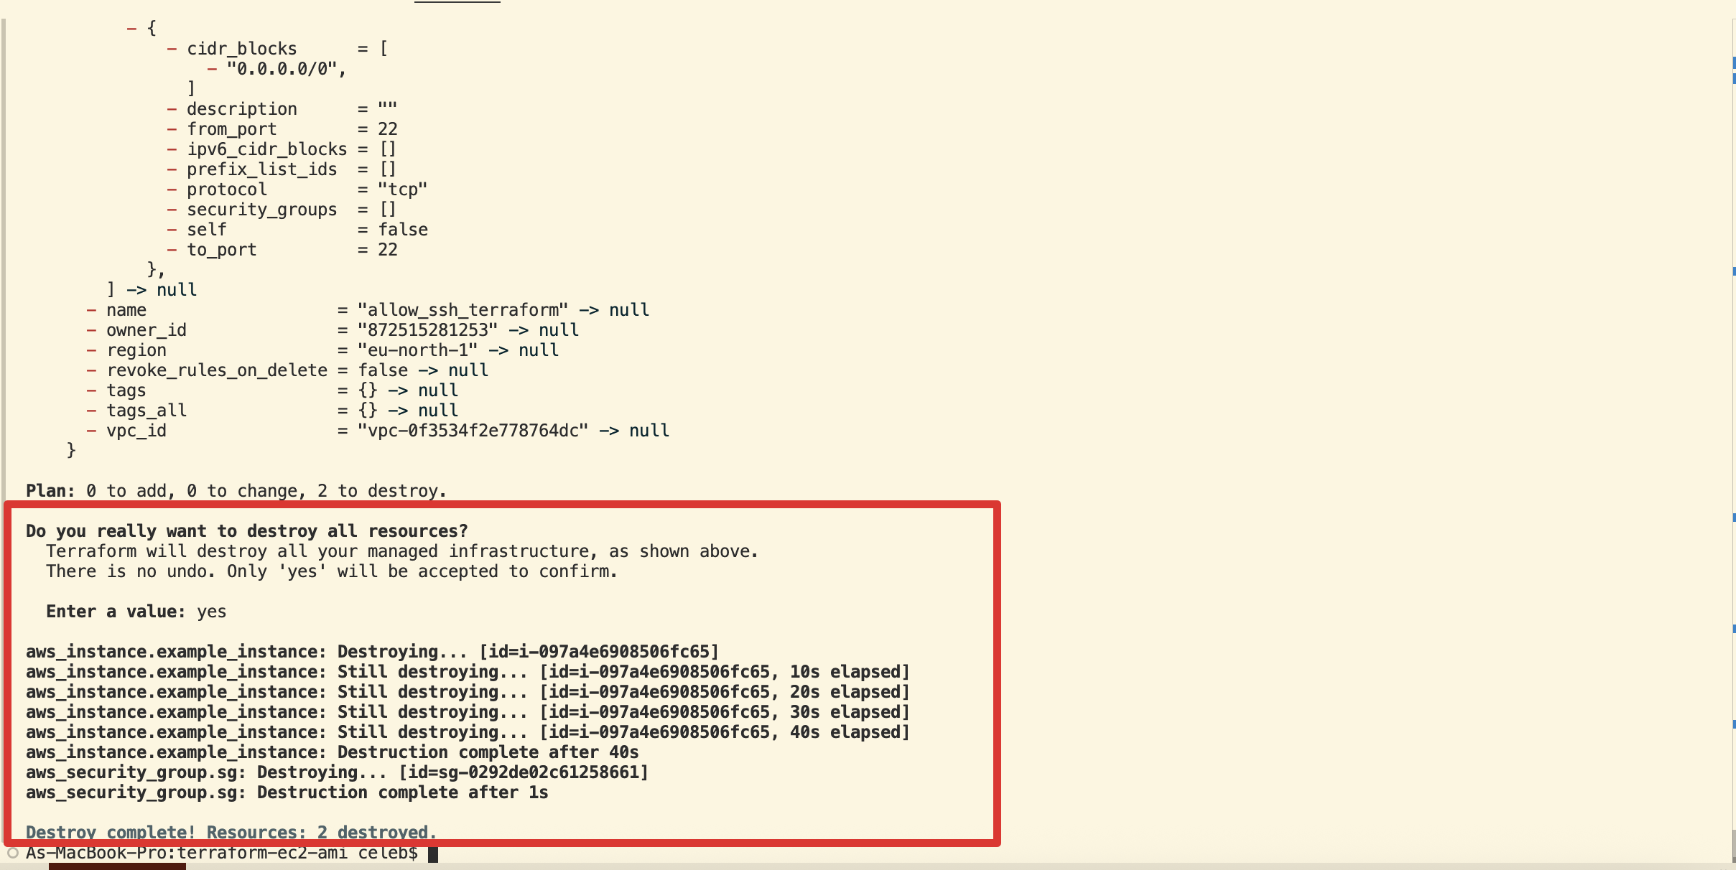 - {
- cidr_blocks = [
- "0.0.0.0/0",
]
- description = ""
- from_port = 22
- ipv6_cidr_blocks = []
- prefix_list_ids = []
- protocol = "tcp"
- security_groups = []
- self = false
- to_port = 22
},
] -> null
- name = "allow_ssh_terraform" -> null
- owner_id = "872515281253" -> null
- region = "eu-north-1" -> null
- revoke_rules_on_delete = false -> null
- tags = {} -> null
- tags_all = {} -> null
- vpc_id = "vpc-0f3534f2e778764dc" -> null
}
Plan: 0 to add, 0 to change, 2 to destroy.
Do you really want to destroy all resources?
Terraform will destroy all your managed infrastructure, as shown above.
There is no undo. Only 'yes' will be accepted to confirm.
Enter a value: yes
aws_instance.example_instance: Destroying... [id=i-097a4e6908506fc65]
aws_instance.example_instance: Still destroying... [id=i-097a4e6908506fc65, 10s elapsed]
aws_instance.example_instance: Still destroying... [id=i-097a4e6908506fc65, 20s elapsed]
aws_instance.example_instance: Still destroying... [id=i-097a4e6908506fc65, 30s elapsed]
aws_instance.example_instance: Still destroying... [id=i-097a4e6908506fc65, 40s elapsed]
aws_instance.example_instance: Destruction complete after 40s
aws_security_group.sg: Destroying... [id=sg-0292de02c61258661]
aws_security_group.sg: Destruction complete after 1s
Destroy complete! Resources: 2 destroyed.
As-MacBook-Pro:terraform-ec2-ami celeb$